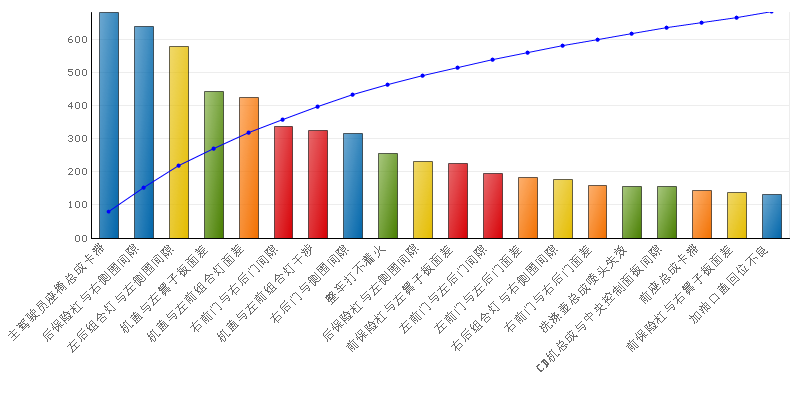 600
500
400
300
200
100
00
主驾驶员座椅总成卡滞
后保险杠与右侧围间隙
左后组合灯与左侧围间隙
机盖与左翼子板面差
机盖与左前组合灯面差
右前门与右后门间隙
机盖与左前组合灯干涉
右后门与侧围间隙
整车打不着火
后保险杠与左侧围间隙
前保险杠与左翼子板面差
左前门与左后门间隙
左前门与左后门面差
右后组合灯与右侧围间隙
右前门与右后门面差
洗涤壶总成喷头失效
CD机总成与中央控制面板间隙
前座总成卡滞
前保险杠与右翼子板面差
加油口盖回位不良